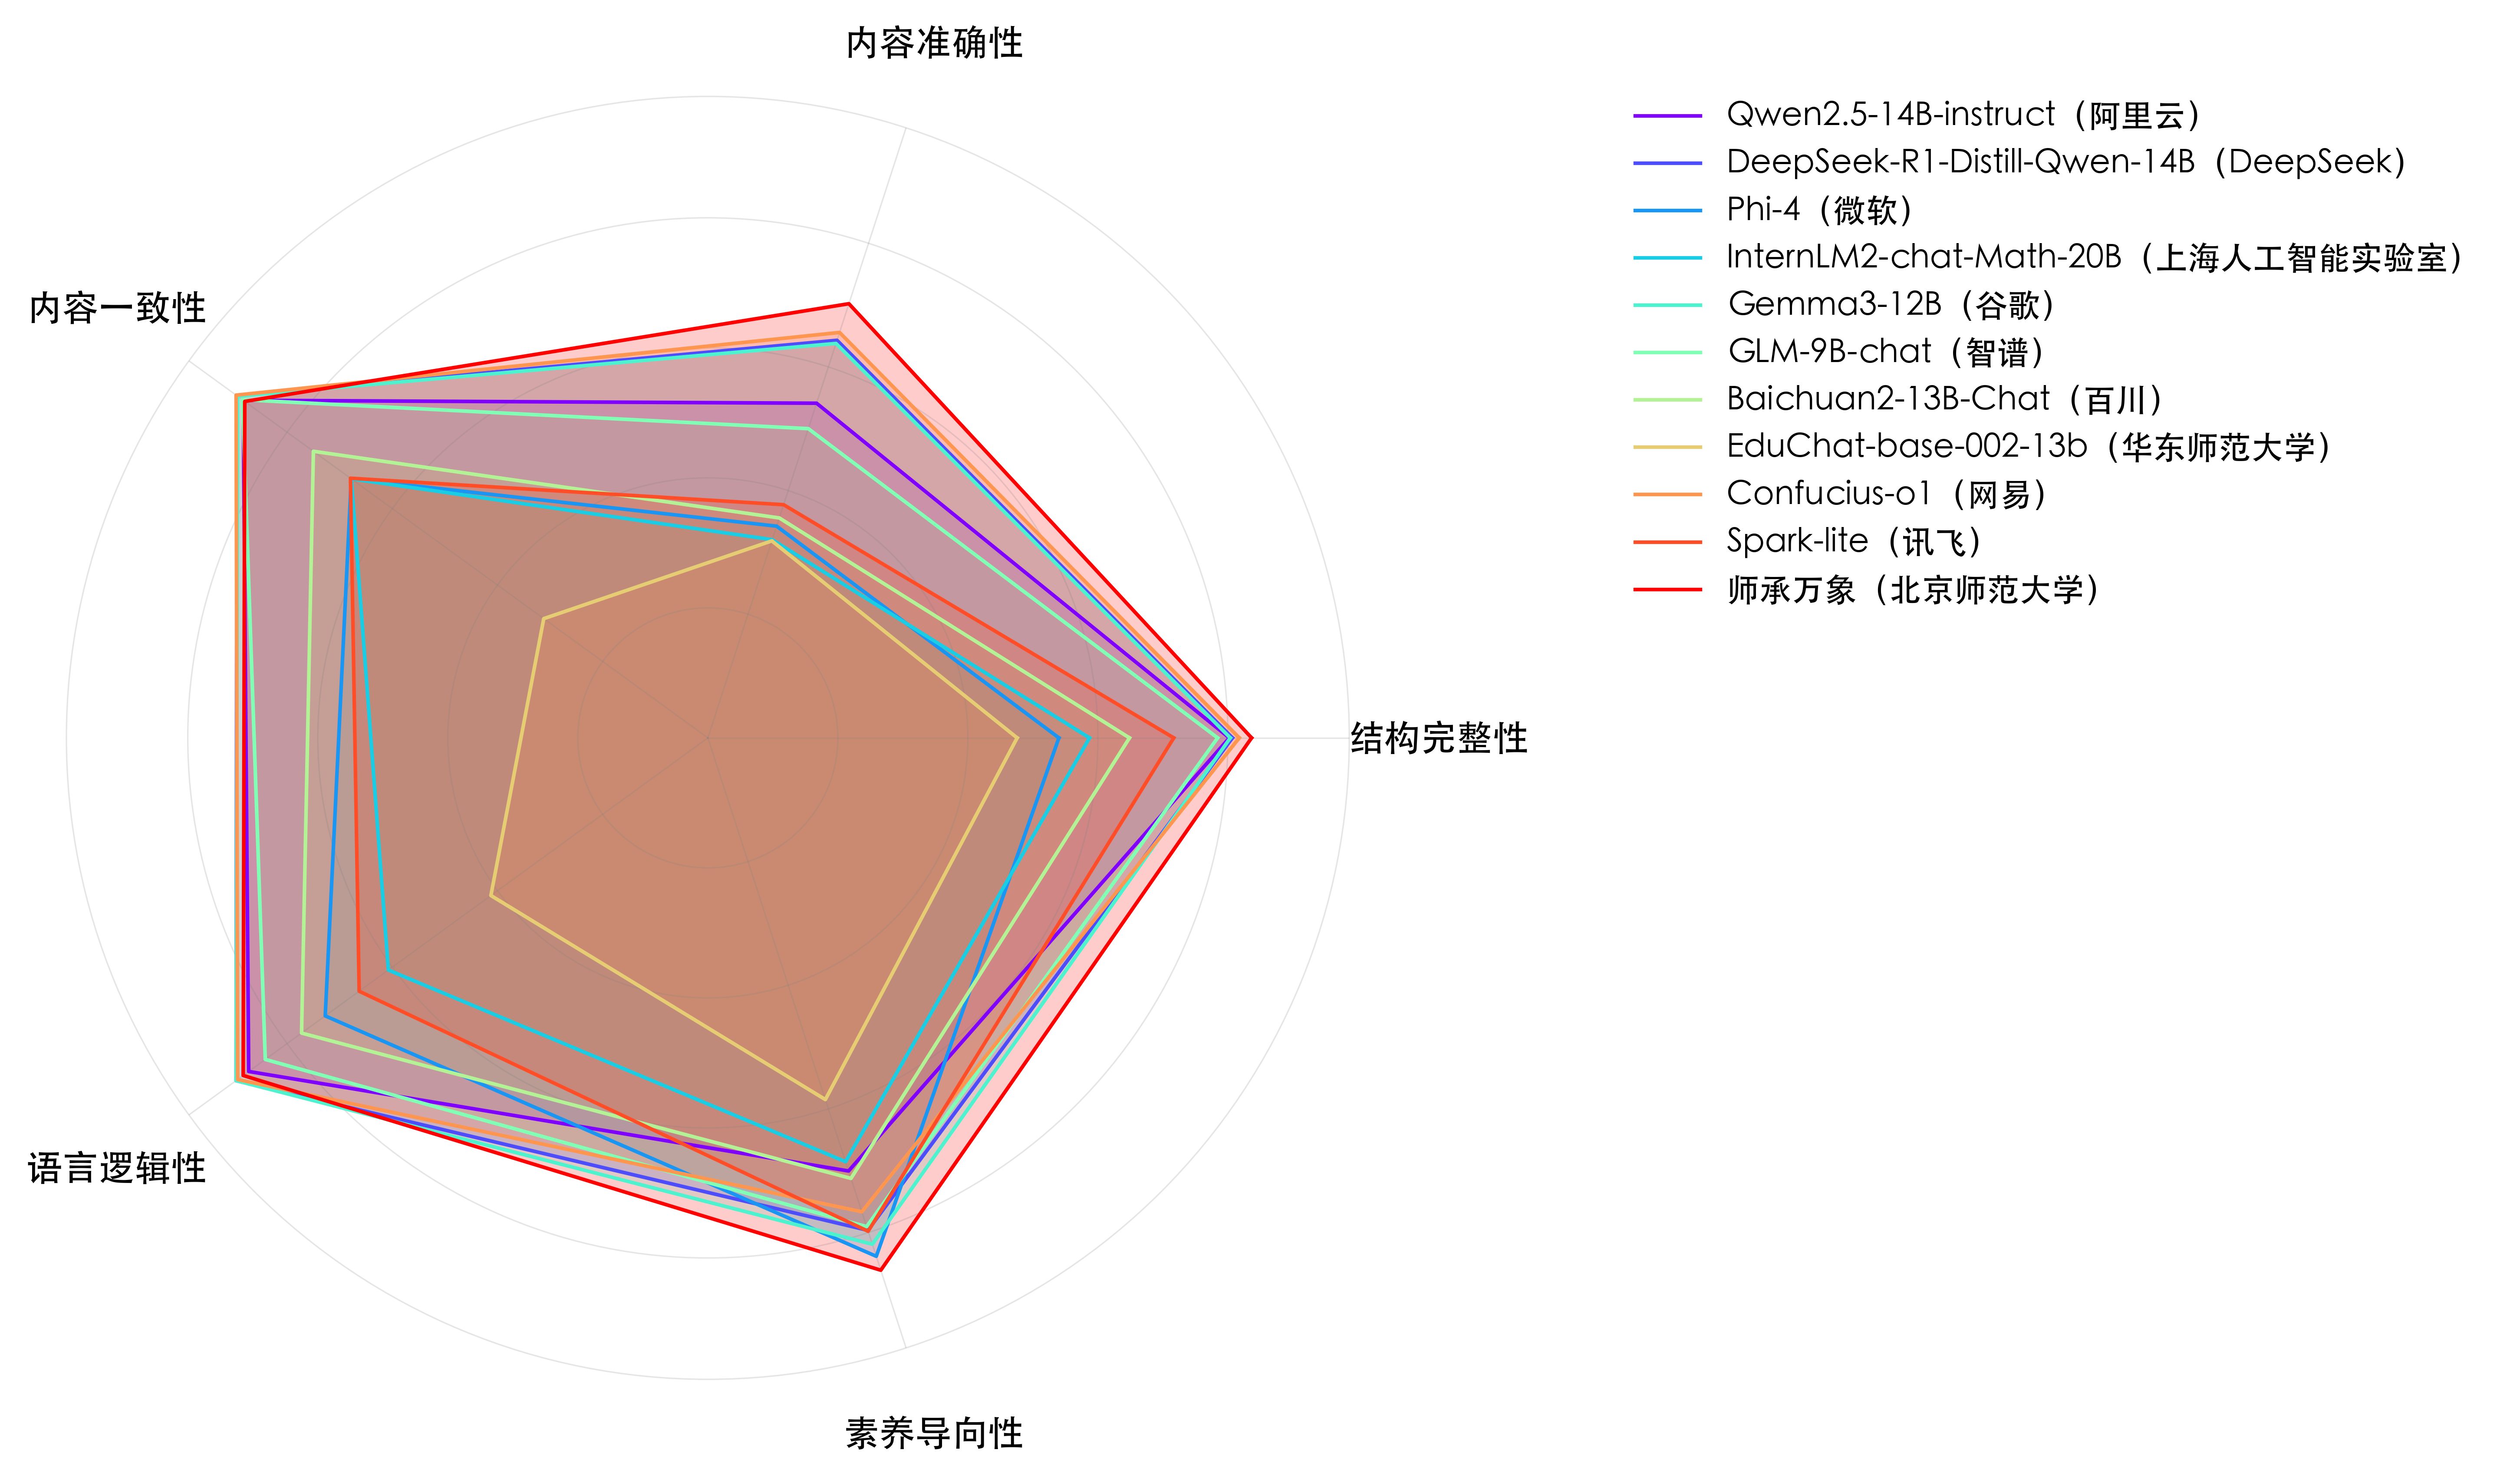 内容准确性
内容一致性
结构完整性
语言逻辑性
素养导向性
Qwen2.5-14B-instruct（阿里云）
DeepSeek-R1-Distill-Qwen-14B（DeepSeek）
Phi-4（微软）
InternLM2-chat-Math-20B（上海人工智能实验室）
Gemma3-12B（谷歌）
GLM-9B-chat（智谱）
Baichuan2-13B-Chat（百川）
EduChat-base-002-13b（华东师范大学）
Confucius-o1（网易）
Spark-lite（讯飞）
师承万象（北京师范大学）